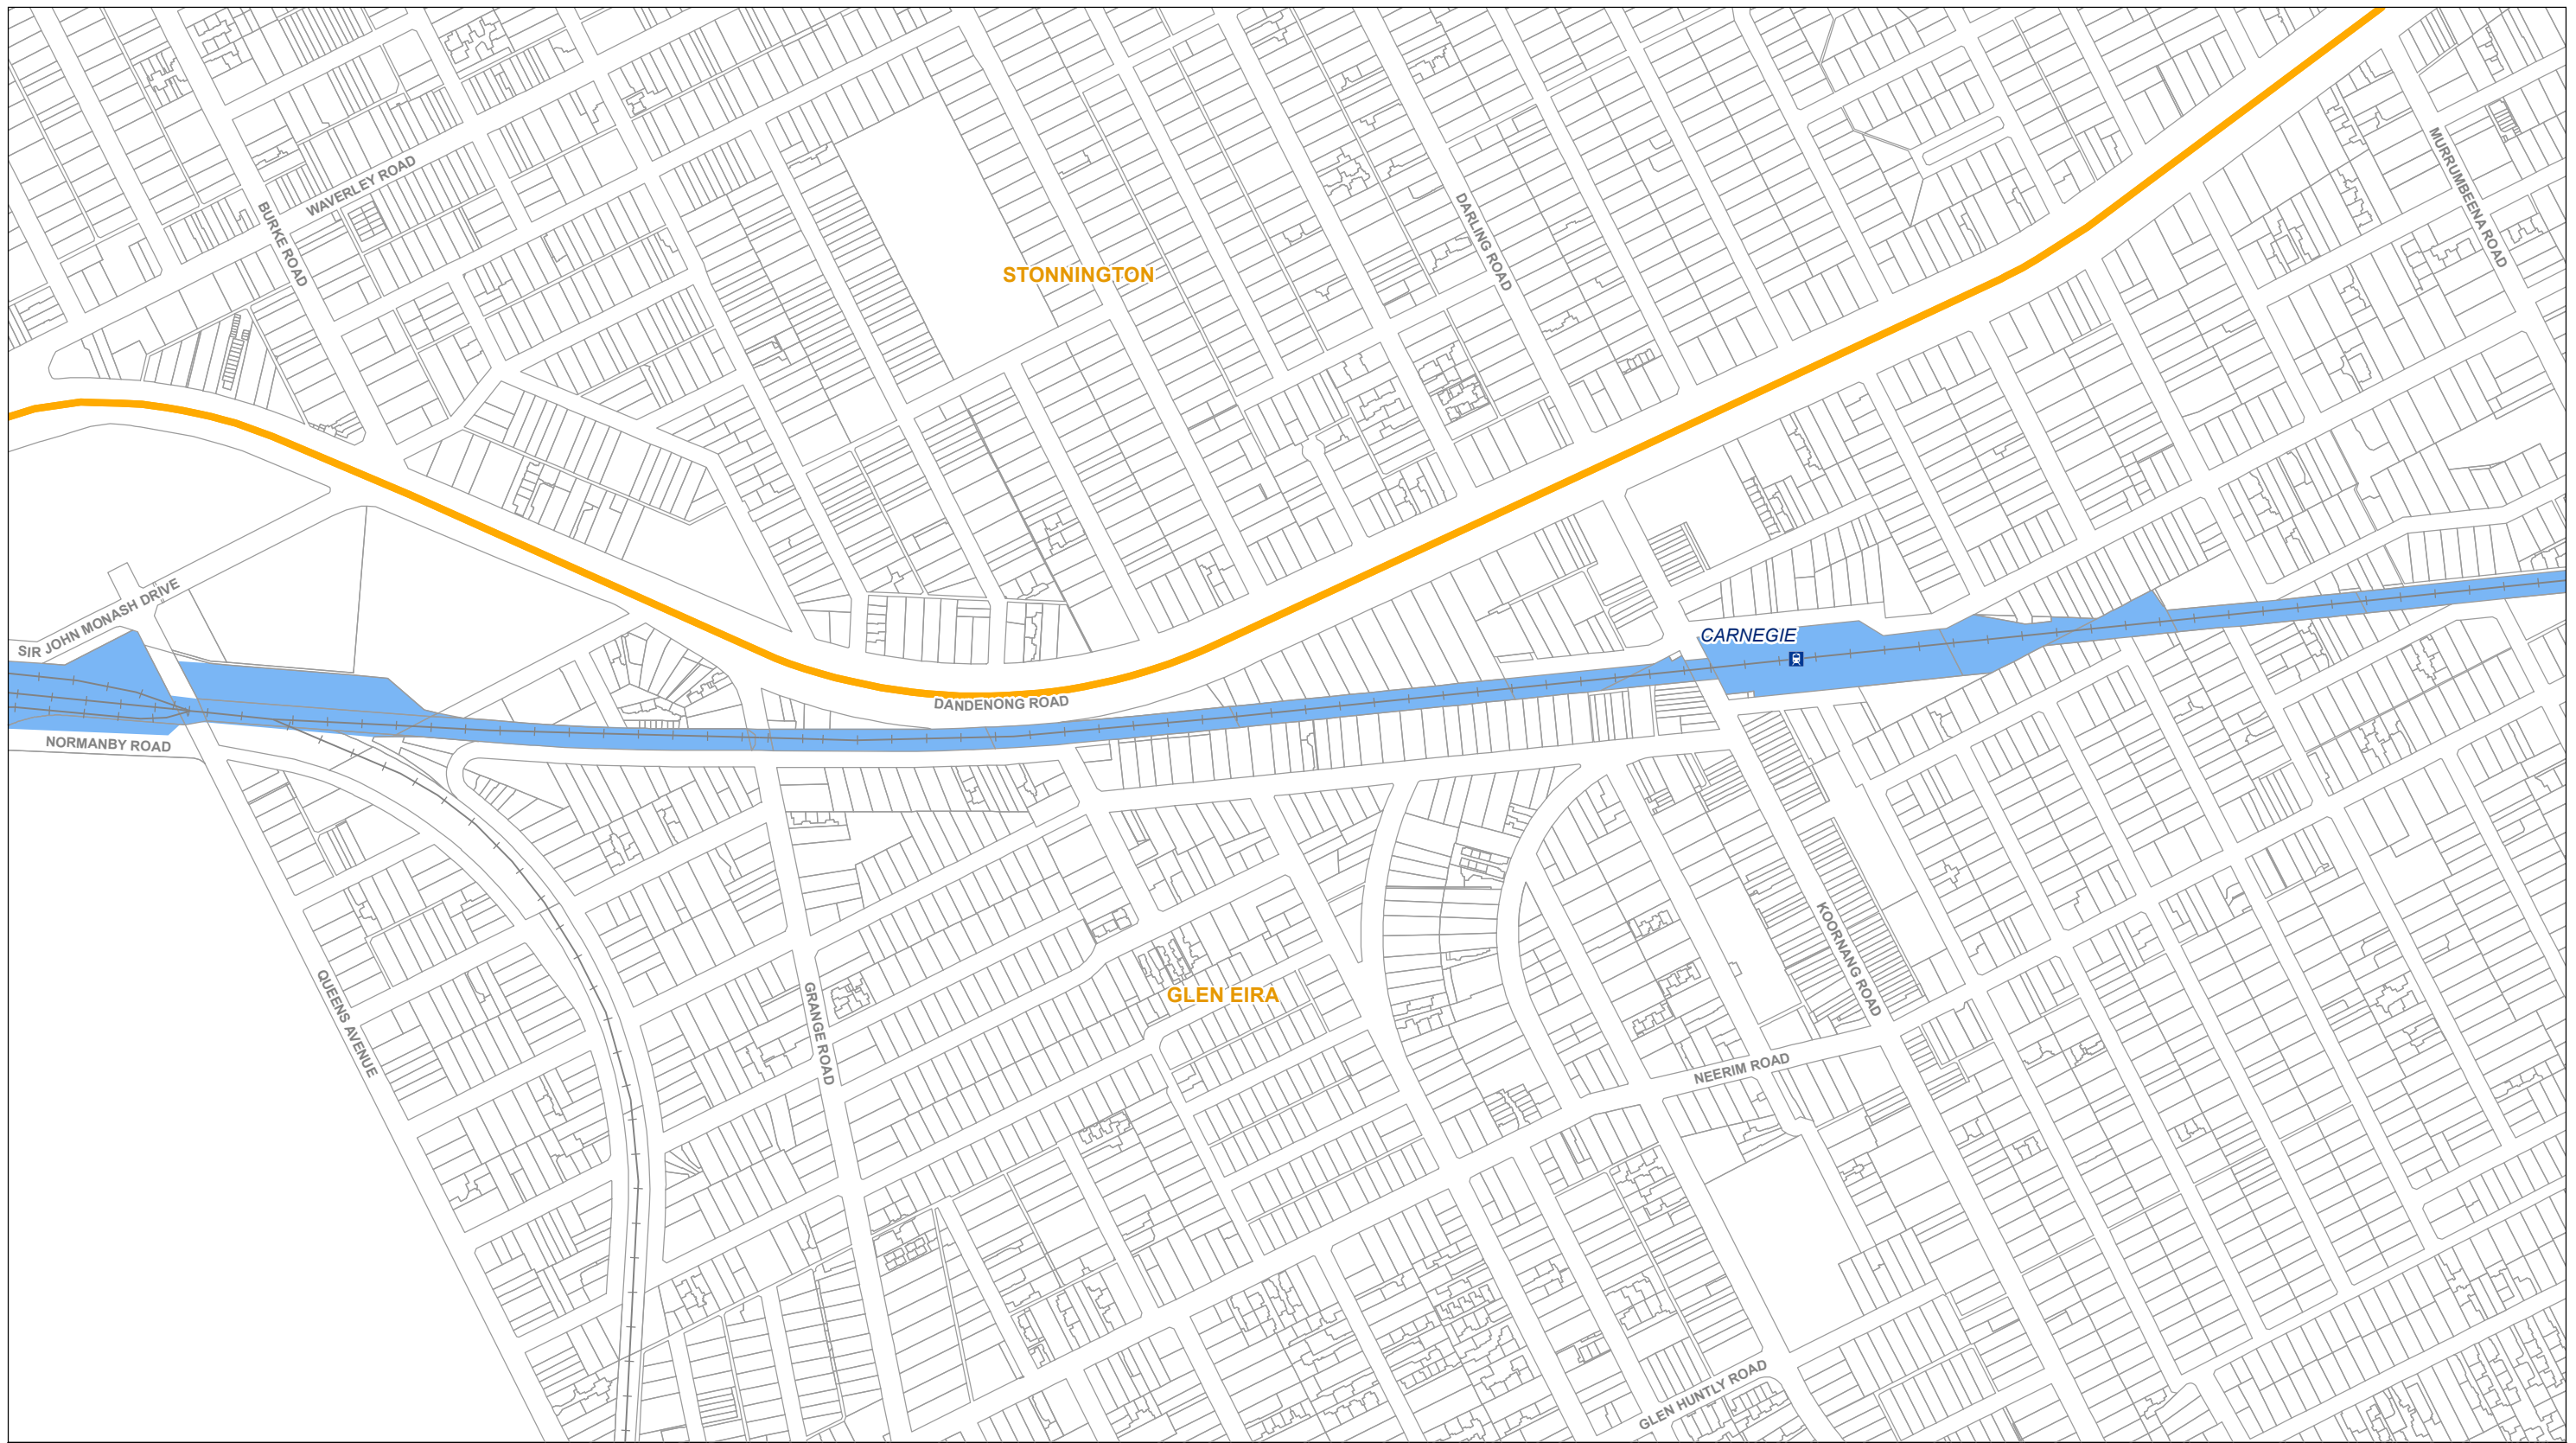 MURRUMBEENA ROAD
WAVERLEY ROAD
BURKE ROAD
DARLING ROAD
STONNINGTON
SIR JOHN MONASH DRIVE
CARNEGIE
DANDENONG ROAD
NORMANBY ROAD
KOORNANG ROAD
QUEENS AVENUE
GRANGE ROAD
GLEN EIRA
NEERIM ROAD
GLEN HUNTLY ROAD